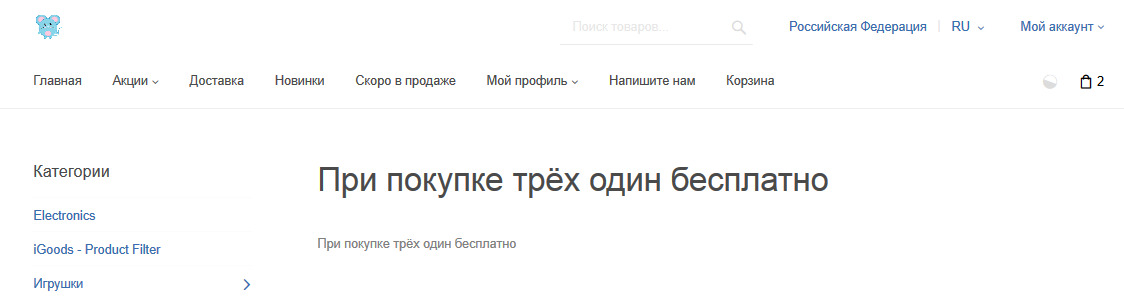 Поиск товаров...
Российская Федерация | RU
Мой аккаунт
Главная Акции Доставка Новинки Скоро в продаже Мой профиль Напишите нам Корзина 2
Категории
При покупке трёх один бесплатно
Electronics
При покупке трёх один бесплатно
iGoods - Product Filter
Игрушки